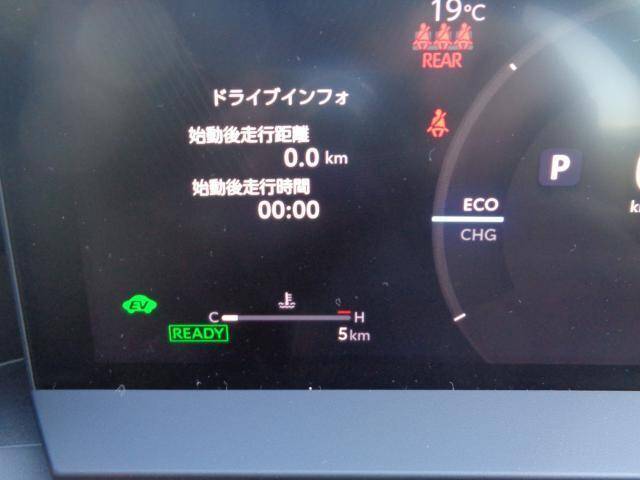 19℃
REAR
ドライブインフォ
始動後走行距離
0.0 km
始動後走行時間
00:00
P
ECO
CHG
EV
C H
READY
5km